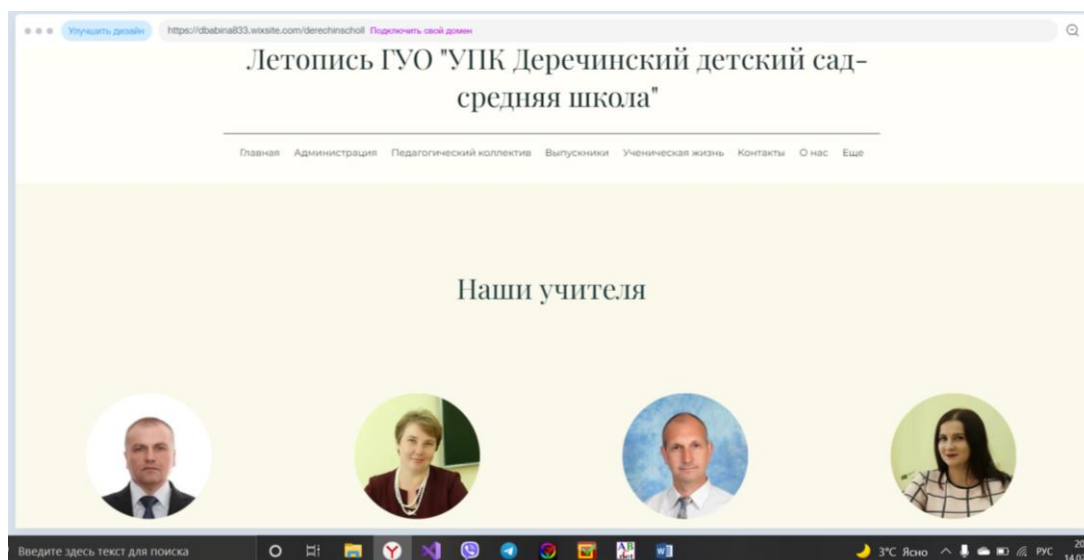 Улучшить дизайн https://dbabina833.wixsite.com/derechinscholl Подключить свой домен
Летопись ГУО "УПК Деречинский детский сад-
средняя школа"
Главная Администрация Педагогический коллектив Выпускники Ученическая жизнь Контакты О нас Еще
Наши учителя
Введите здесь текст для поиска
3°C Ясно РУС